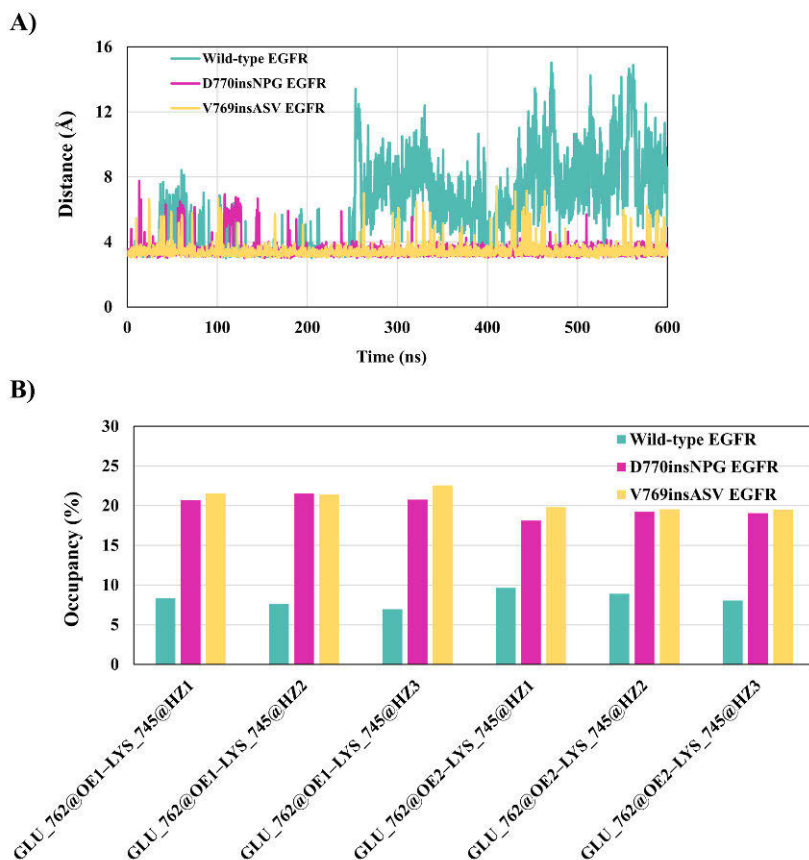 A)
16
12
8
4
0
Distance (Å)
Wild-type EGFR
D770insNPG EGFR
V769insASV EGFR
0 100 200 300 400 500 600
Time (ns)
B)
30
25
20
15
10
5
0
Occupancy (%)
Wild-type EGFR
D770insNPG EGFR
V769insASV EGFR
GLU_762@OE1–LYS_745@HZ1
GLU_762@OE1–LYS_745@HZ2
GLU_762@OE1–LYS_745@HZ3
GLU_762@OE2–LYS_745@HZ1
GLU_762@OE2–LYS_745@HZ2
GLU_762@OE2–LYS_745@HZ3